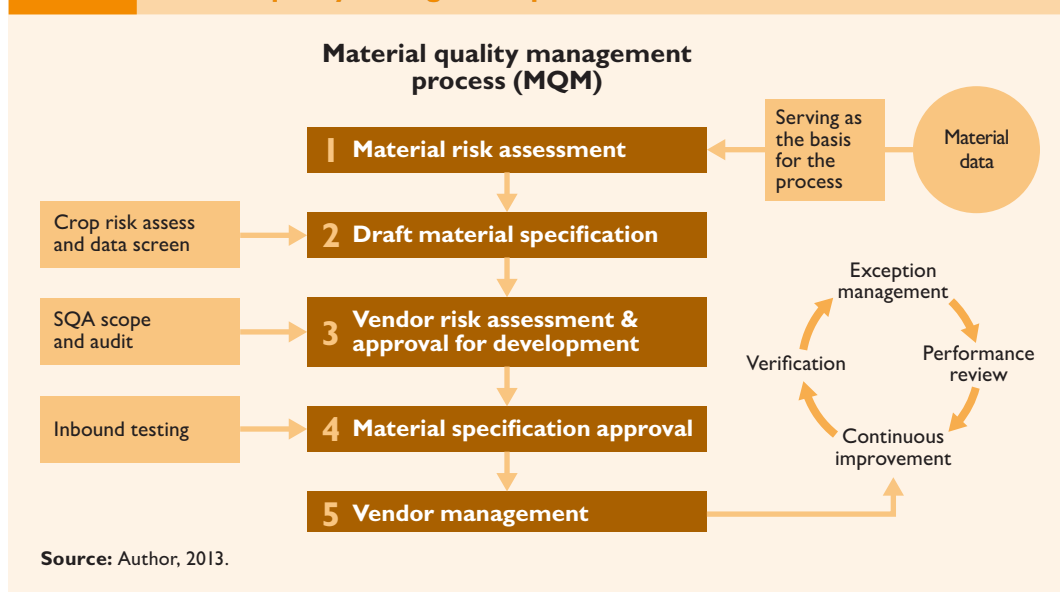 Material quality management
process (MQM)
1 Material risk assessment
Serving as
the basis
for the
process
Material
data
Crop risk assess
and data screen
2 Draft material specification
SQA scope
and audit
3 Vendor risk assessment &
approval for development
Inbound testing
4 Material specification approval
5 Vendor management
Exception
management
Performance
review
Continuous
improvement
Verification
Source: Author, 2013.